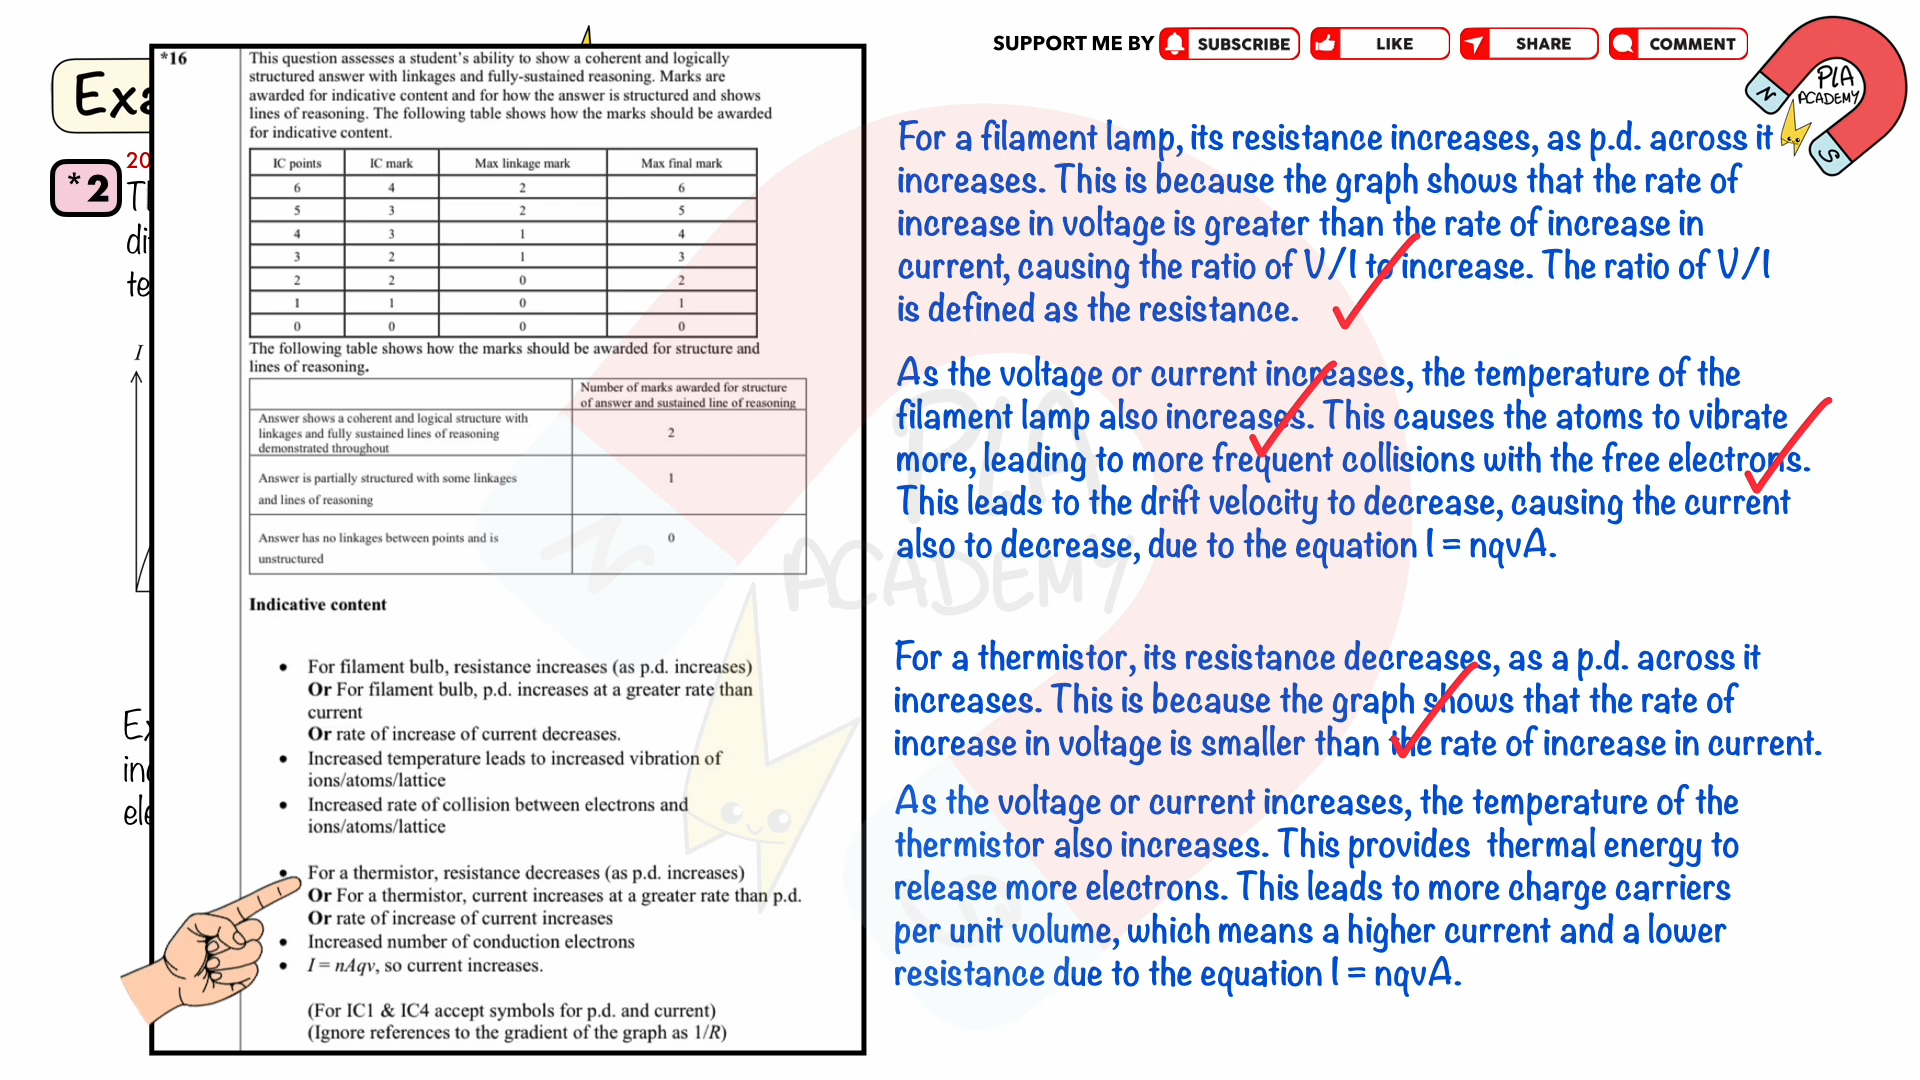 SUPPORT ME BY SUBSCRIBE LIKE SHARE COMMENT
PLA
ACADEMY
N
S
Exa
20
*2
Th
di
te
I
Ex
inc
ele
*16
This question assesses a student's ability to show a coherent and logically
structured answer with linkages and fully-sustained reasoning. Marks are
awarded for indicative content and for how the answer is structured and shows
lines of reasoning. The following table shows how the marks should be awarded
for indicative content.
IC points IC mark Max linkage mark Max final mark
6 4 2 6
5 3 2 5
4 3 1 4
3 2 1 3
2 2 0 2
1 1 0 1
0 0 0 0
The following table shows how the marks should be awarded for structure and
lines of reasoning.
Number of marks awarded for structure
of answer and sustained line of reasoning
Answer shows a coherent and logical structure with
linkages and fully sustained lines of reasoning
demonstrated throughout
2
Answer is partially structured with some linkages
and lines of reasoning
1
Answer has no linkages between points and is
unstructured
0
Indicative content
• For filament bulb, resistance increases (as p.d. increases)
Or For filament bulb, p.d. increases at a greater rate than
current
Or rate of increase of current decreases.
• Increased temperature leads to increased vibration of
ions/atoms/lattice
• Increased rate of collision between electrons and
ions/atoms/lattice
• For a thermistor, resistance decreases (as p.d. increases)
Or For a thermistor, current increases at a greater rate than p.d.
Or rate of increase of current increases
• Increased number of conduction electrons
• I = nAqv, so current increases.
(For IC1 & IC4 accept symbols for p.d. and current)
(Ignore references to the gradient of the graph as 1/R)
For a filament lamp, its resistance increases, as p.d. across it
increases. This is because the graph shows that the rate of
increase in voltage is greater than the rate of increase in
current, causing the ratio of V/I to increase. The ratio of V/I
is defined as the resistance.
As the voltage or current increases, the temperature of the
filament lamp also increases. This causes the atoms to vibrate
more, leading to more frequent collisions with the free electrons.
This leads to the drift velocity to decrease, causing the current
also to decrease, due to the equation I = nqvA.
For a thermistor, its resistance decreases, as a p.d. across it
increases. This is because the graph shows that the rate of
increase in voltage is smaller than the rate of increase in current.
As the voltage or current increases, the temperature of the
thermistor also increases. This provides thermal energy to
release more electrons. This leads to more charge carriers
per unit volume, which means a higher current and a lower
resistance due to the equation I = nqvA.
PLA
ACADEMY
N